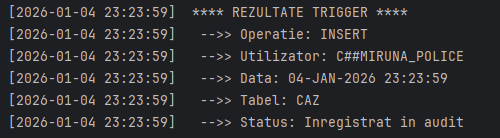 [2026-01-04 23:23:59]  **** REZULTATE TRIGGER ****
[2026-01-04 23:23:59]   -->> Operatie: INSERT
[2026-01-04 23:23:59]   -->> Utilizator: C##MIRUNA_POLICE
[2026-01-04 23:23:59]   -->> Data: 04-JAN-2026 23:23:59
[2026-01-04 23:23:59]   -->> Tabel: CAZ
[2026-01-04 23:23:59]   -->> Status: Inregistrat in audit